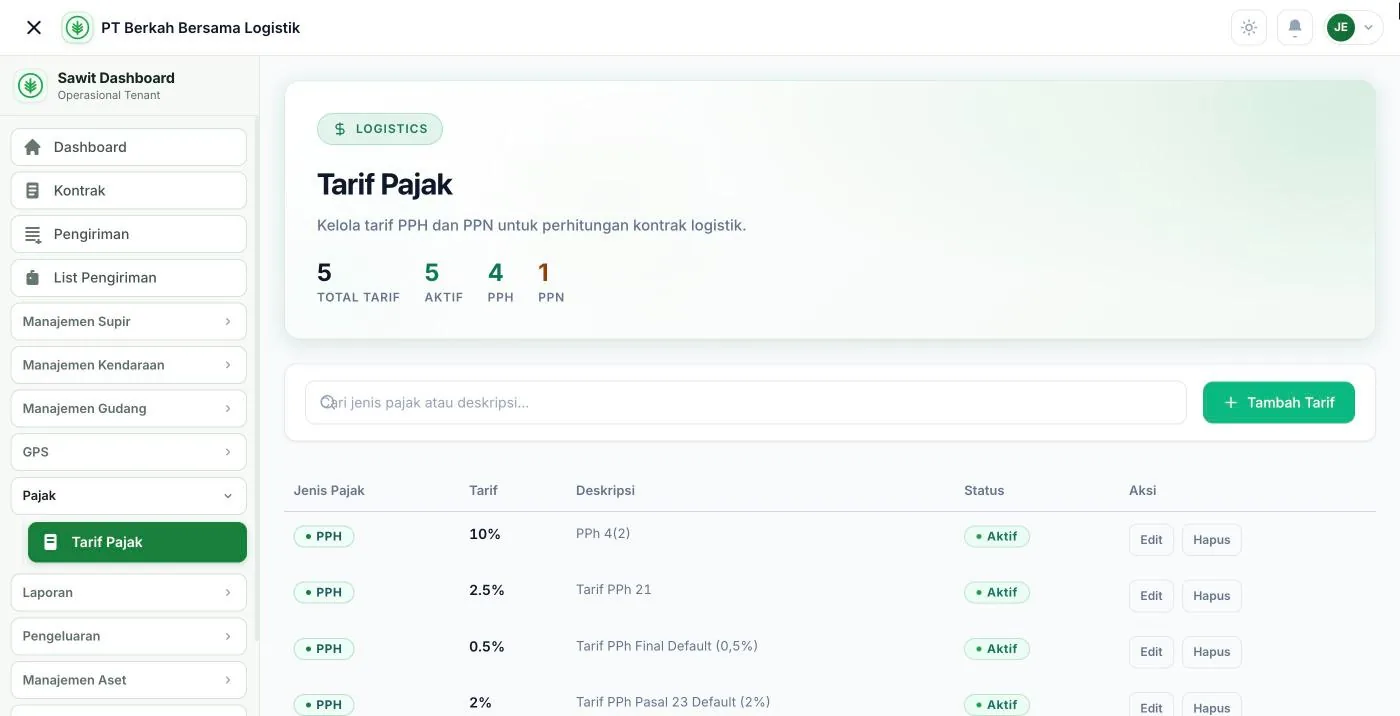 PT Berkah Bersama Logistik
JE
Sawit Dashboard
Operasional Tenant
Dashboard
Kontrak
Pengiriman
List Pengiriman
Manajemen Supir
Manajemen Kendaraan
Manajemen Gudang
GPS
Pajak
Tarif Pajak
Laporan
Pengeluaran
Manajemen Aset
$ LOGISTICS
Tarif Pajak
Kelola tarif PPH dan PPN untuk perhitungan kontrak logistik.
5 5 4 1
TOTAL TARIF AKTIF PPH PPN
Cari jenis pajak atau deskripsi...
+ Tambah Tarif
Jenis Pajak Tarif Deskripsi Status Aksi
PPH 10% PPh 4(2) Aktif Edit Hapus
PPH 2.5% Tarif PPh 21 Aktif Edit Hapus
PPH 0.5% Tarif PPh Final Default (0,5%) Aktif Edit Hapus
PPH 2% Tarif PPh Pasal 23 Default (2%) Aktif Edit Hapus